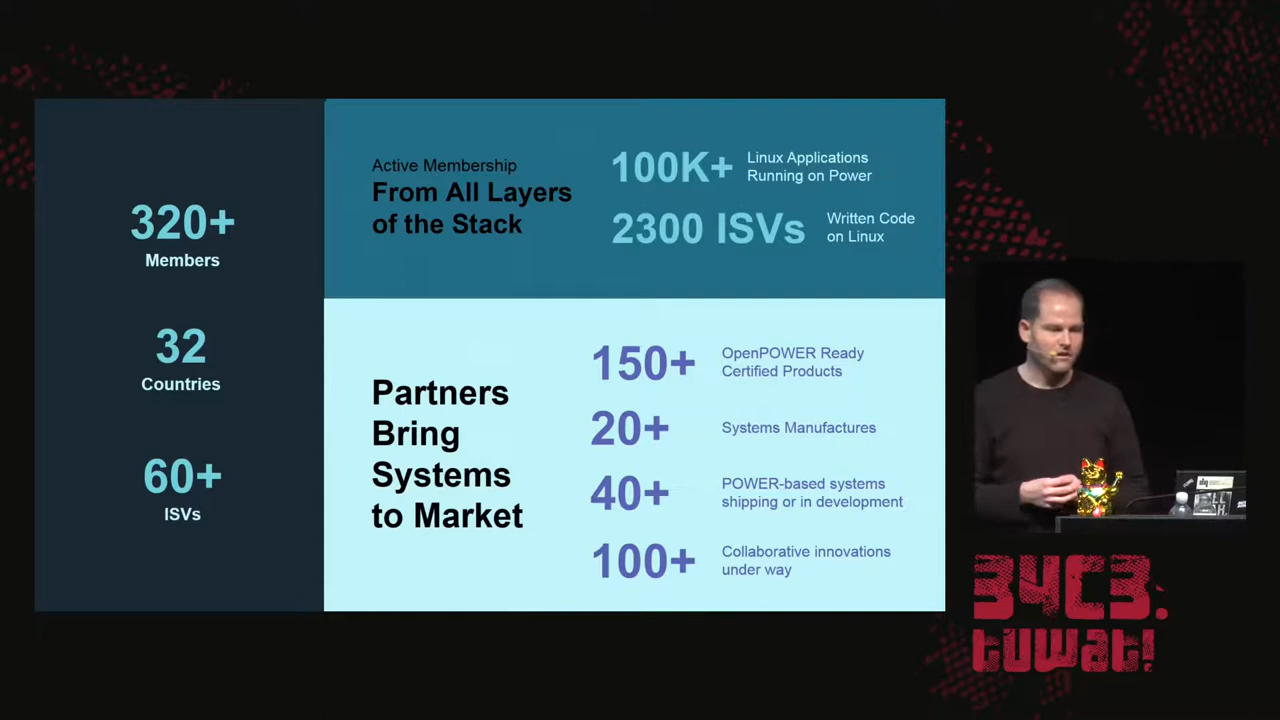 320+
Members
32
Countries
60+
ISVs
Active Membership
From All Layers
of the Stack
100K+
Linux Applications
Running on Power
2300 ISVs
Written Code
on Linux
Partners
Bring
Systems
to Market
150+
OpenPOWER Ready
Certified Products
20+
Systems Manufactures
40+
POWER-based systems
shipping or in development
100+
Collaborative innovations
under way
34C3.
tuwat!